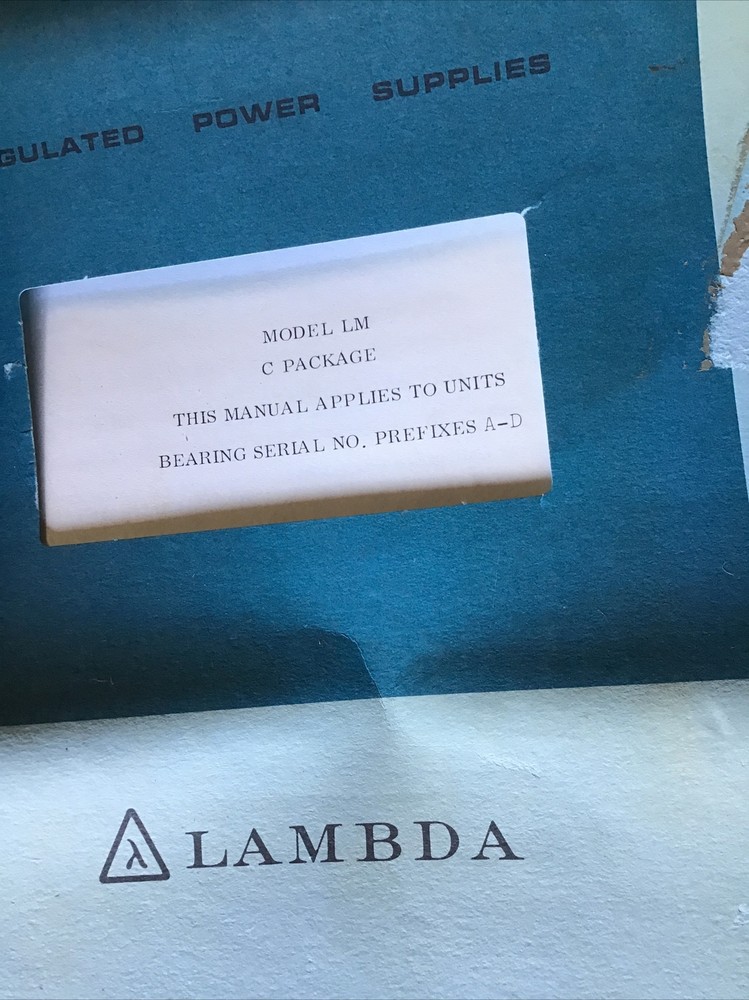 GULATED POWER SUPPLIES
MODEL LM
C PACKAGE
THIS MANUAL APPLIES TO UNITS
BEARING SERIAL NO. PREFIXES A-D
λ LAMBDA